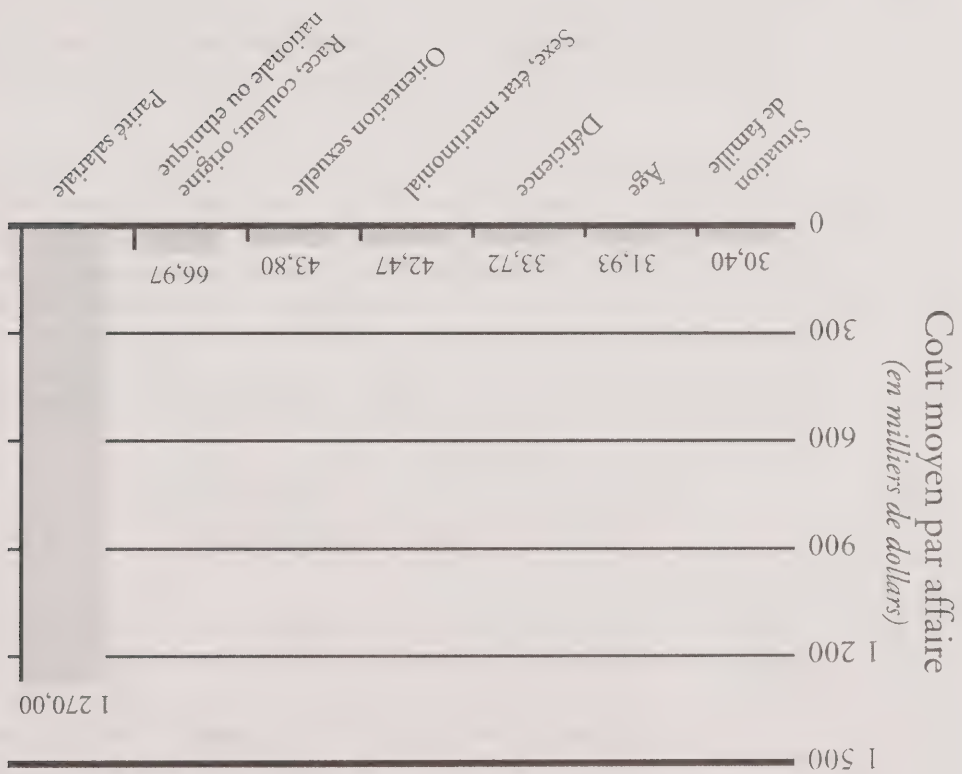 Coût moyen par affaire
(en milliers de dollars)
1 500
1 200
900
600
300
0
30,40
31,93
33,72
42,47
43,80
66,97
1 270,00
Situation
de famille
Âge
Déficience
Sexe, état matrimonial
Orientation sexuelle
Race, couleur, origine
nationale ou ethnique
Parité salariale